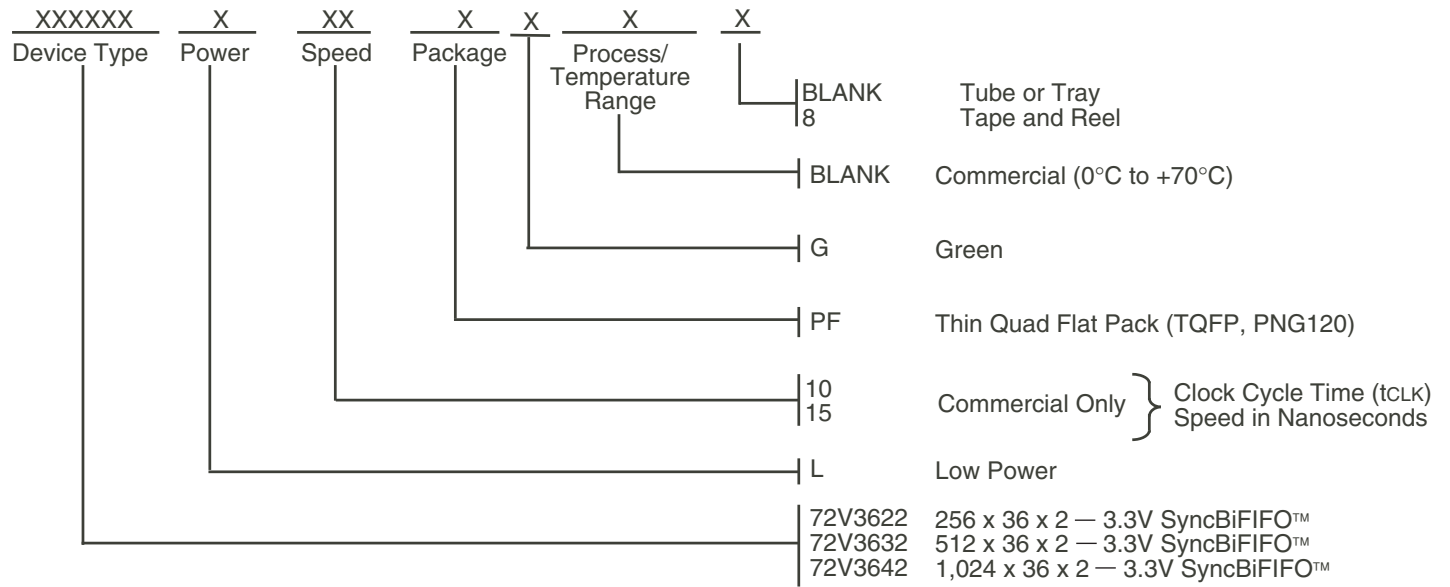 XXXXXX X XX X X X X
Device Type Power Speed Package Process/
Temperature
Range
BLANK Tube or Tray
8 Tape and Reel
BLANK Commercial (0°C to +70°C)
G Green
PF Thin Quad Flat Pack (TQFP, PNG120)
10
15
Commercial Only
Clock Cycle Time (tCLK)
Speed in Nanoseconds
L Low Power
72V3622 256 x 36 x 2 — 3.3V SyncBiFIFO™
72V3632 512 x 36 x 2 — 3.3V SyncBiFIFO™
72V3642 1,024 x 36 x 2 — 3.3V SyncBiFIFO™